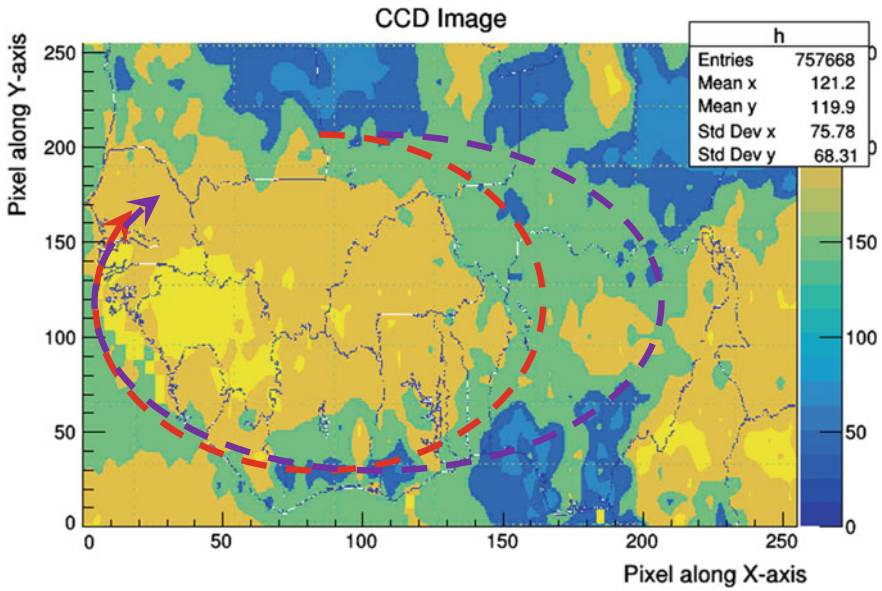 CCD Image
h
Entries 757668
Mean x 121.2
Mean y 119.9
Std Dev x 75.78
Std Dev y 68.31
Pixel along Y-axis
250
200
150
100
50
0
0 50 100 150 200 250
Pixel along X-axis
150
100
50
0